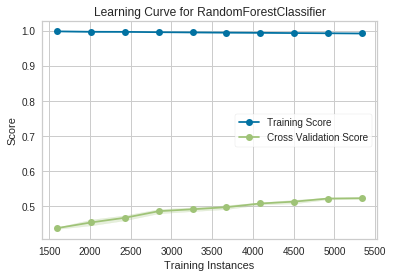 Learning Curve for RandomForestClassifier
1.0
0.9
0.8
0.7
0.6
0.5
Score
Training Score
Cross Validation Score
1500 2000 2500 3000 3500 4000 4500 5000 5500
Training Instances